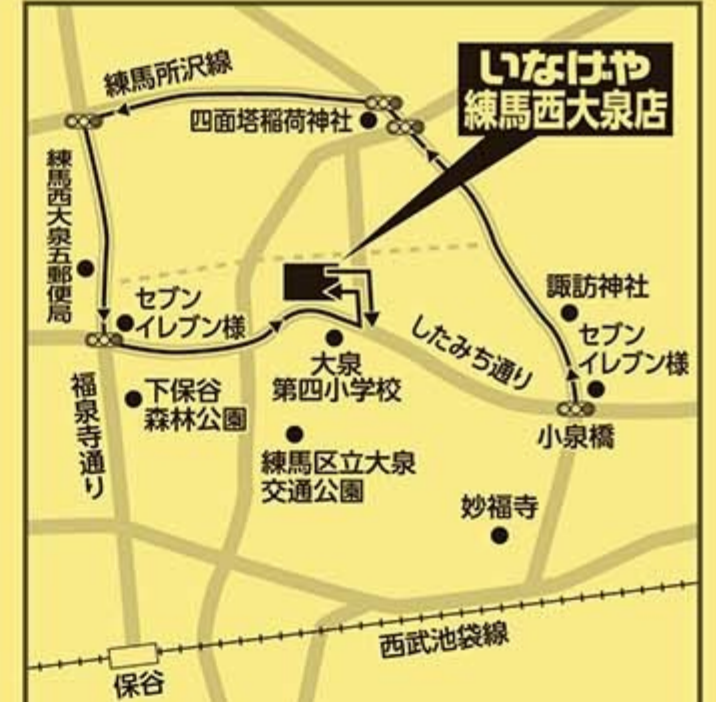 いなげや
練馬西大泉店
練馬所沢線
四面塔稲荷神社
練馬西大泉五郵便局
諏訪神社
セブン
イレブン様
セブン
イレブン様
したみち通り
大泉
第四小学校
下保谷
森林公園
福泉寺通り
小泉橋
練馬区立大泉
交通公園
妙福寺
西武池袋線
保谷